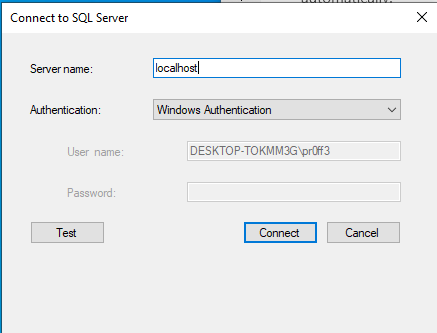 automatically.
Connect to SQL Server
Server name: localhost
Authentication: Windows Authentication
User name: DESKTOP-TOKMM3G\pr0ff3
Password:
Test Connect Cancel